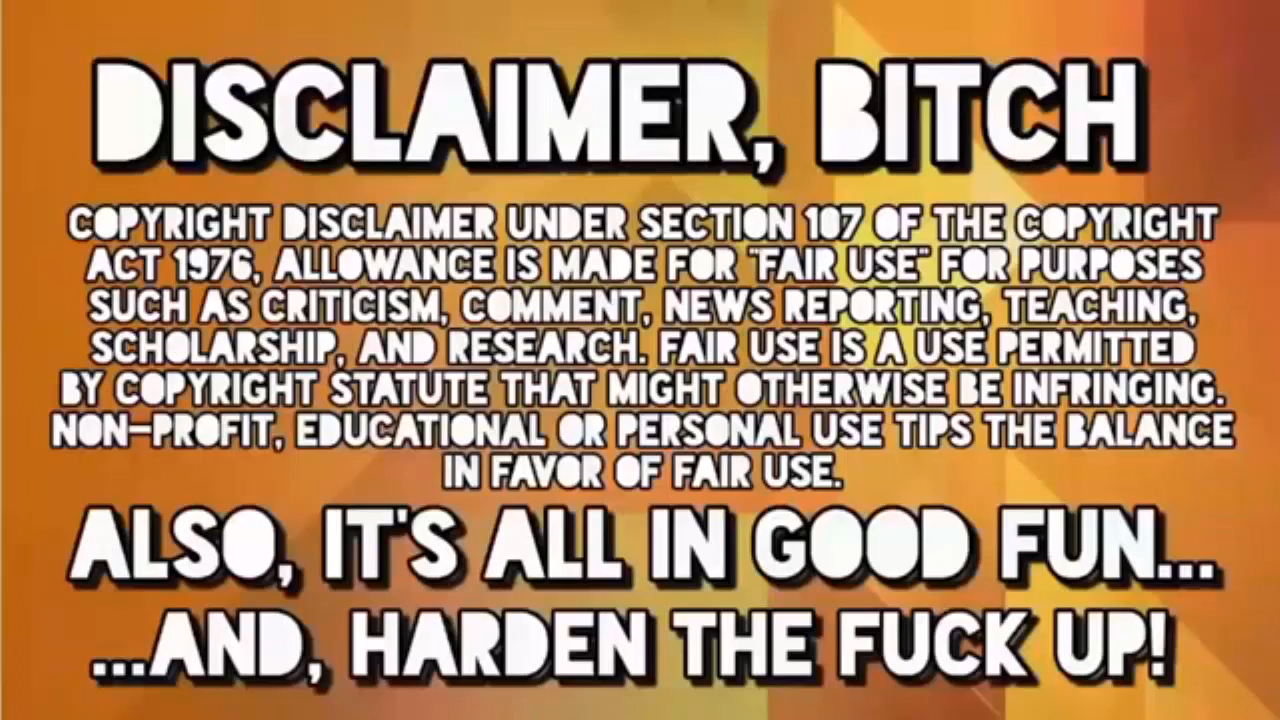 DISCLAIMER, BITCH
COPYRIGHT DISCLAIMER UNDER SECTION 107 OF THE COPYRIGHT
ACT 1976, ALLOWANCE IS MADE FOR "FAIR USE" FOR PURPOSES
SUCH AS CRITICISM, COMMENT, NEWS REPORTING, TEACHING,
SCHOLARSHIP, AND RESEARCH. FAIR USE IS A USE PERMITTED
BY COPYRIGHT STATUTE THAT MIGHT OTHERWISE BE INFRINGING.
NON-PROFIT, EDUCATIONAL OR PERSONAL USE TIPS THE BALANCE
IN FAVOR OF FAIR USE.
ALSO, IT'S ALL IN GOOD FUN...
...AND, HARDEN THE FUCK UP!